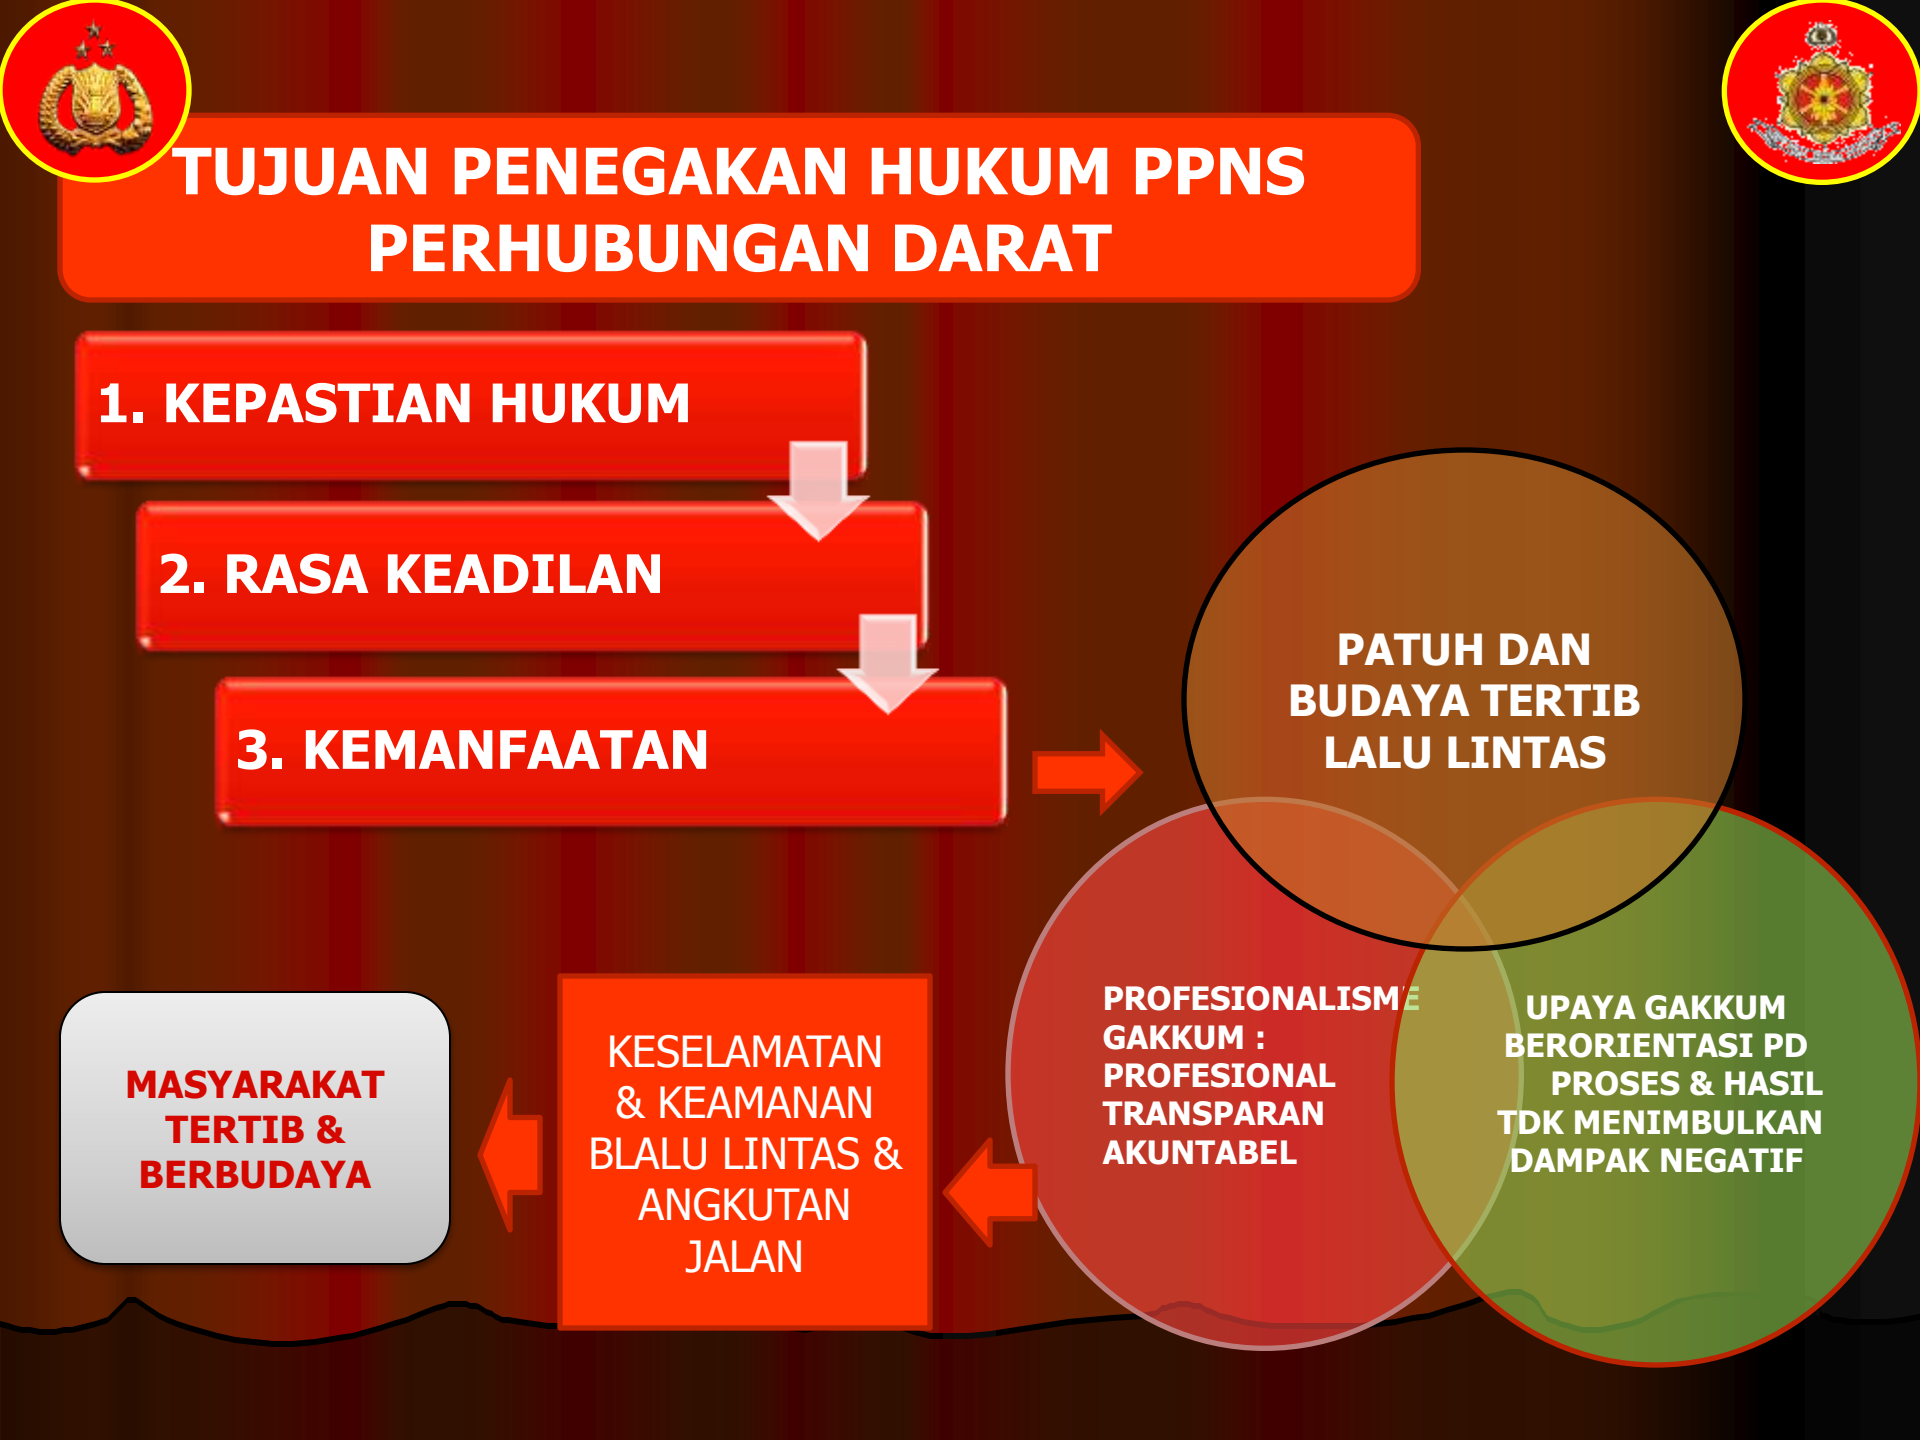 TUJUAN PENEGAKAN HUKUM PPNS
PERHUBUNGAN DARAT
1. KEPASTIAN HUKUM
2. RASA KEADILAN
3. KEMANFAATAN
PATUH DAN
BUDAYA TERTIB
LALU LINTAS
PROFESIONALISME
GAKKUM :
PROFESIONAL
TRANSPARAN
AKUNTABEL
UPAYA GAKKUM
BERORIENTASI PD
PROSES & HASIL
TDK MENIMBULKAN
DAMPAK NEGATIF
KESELAMATAN
& KEAMANAN
BLALU LINTAS &
ANGKUTAN
JALAN
MASYARAKAT
TERTIB &
BERBUDAYA